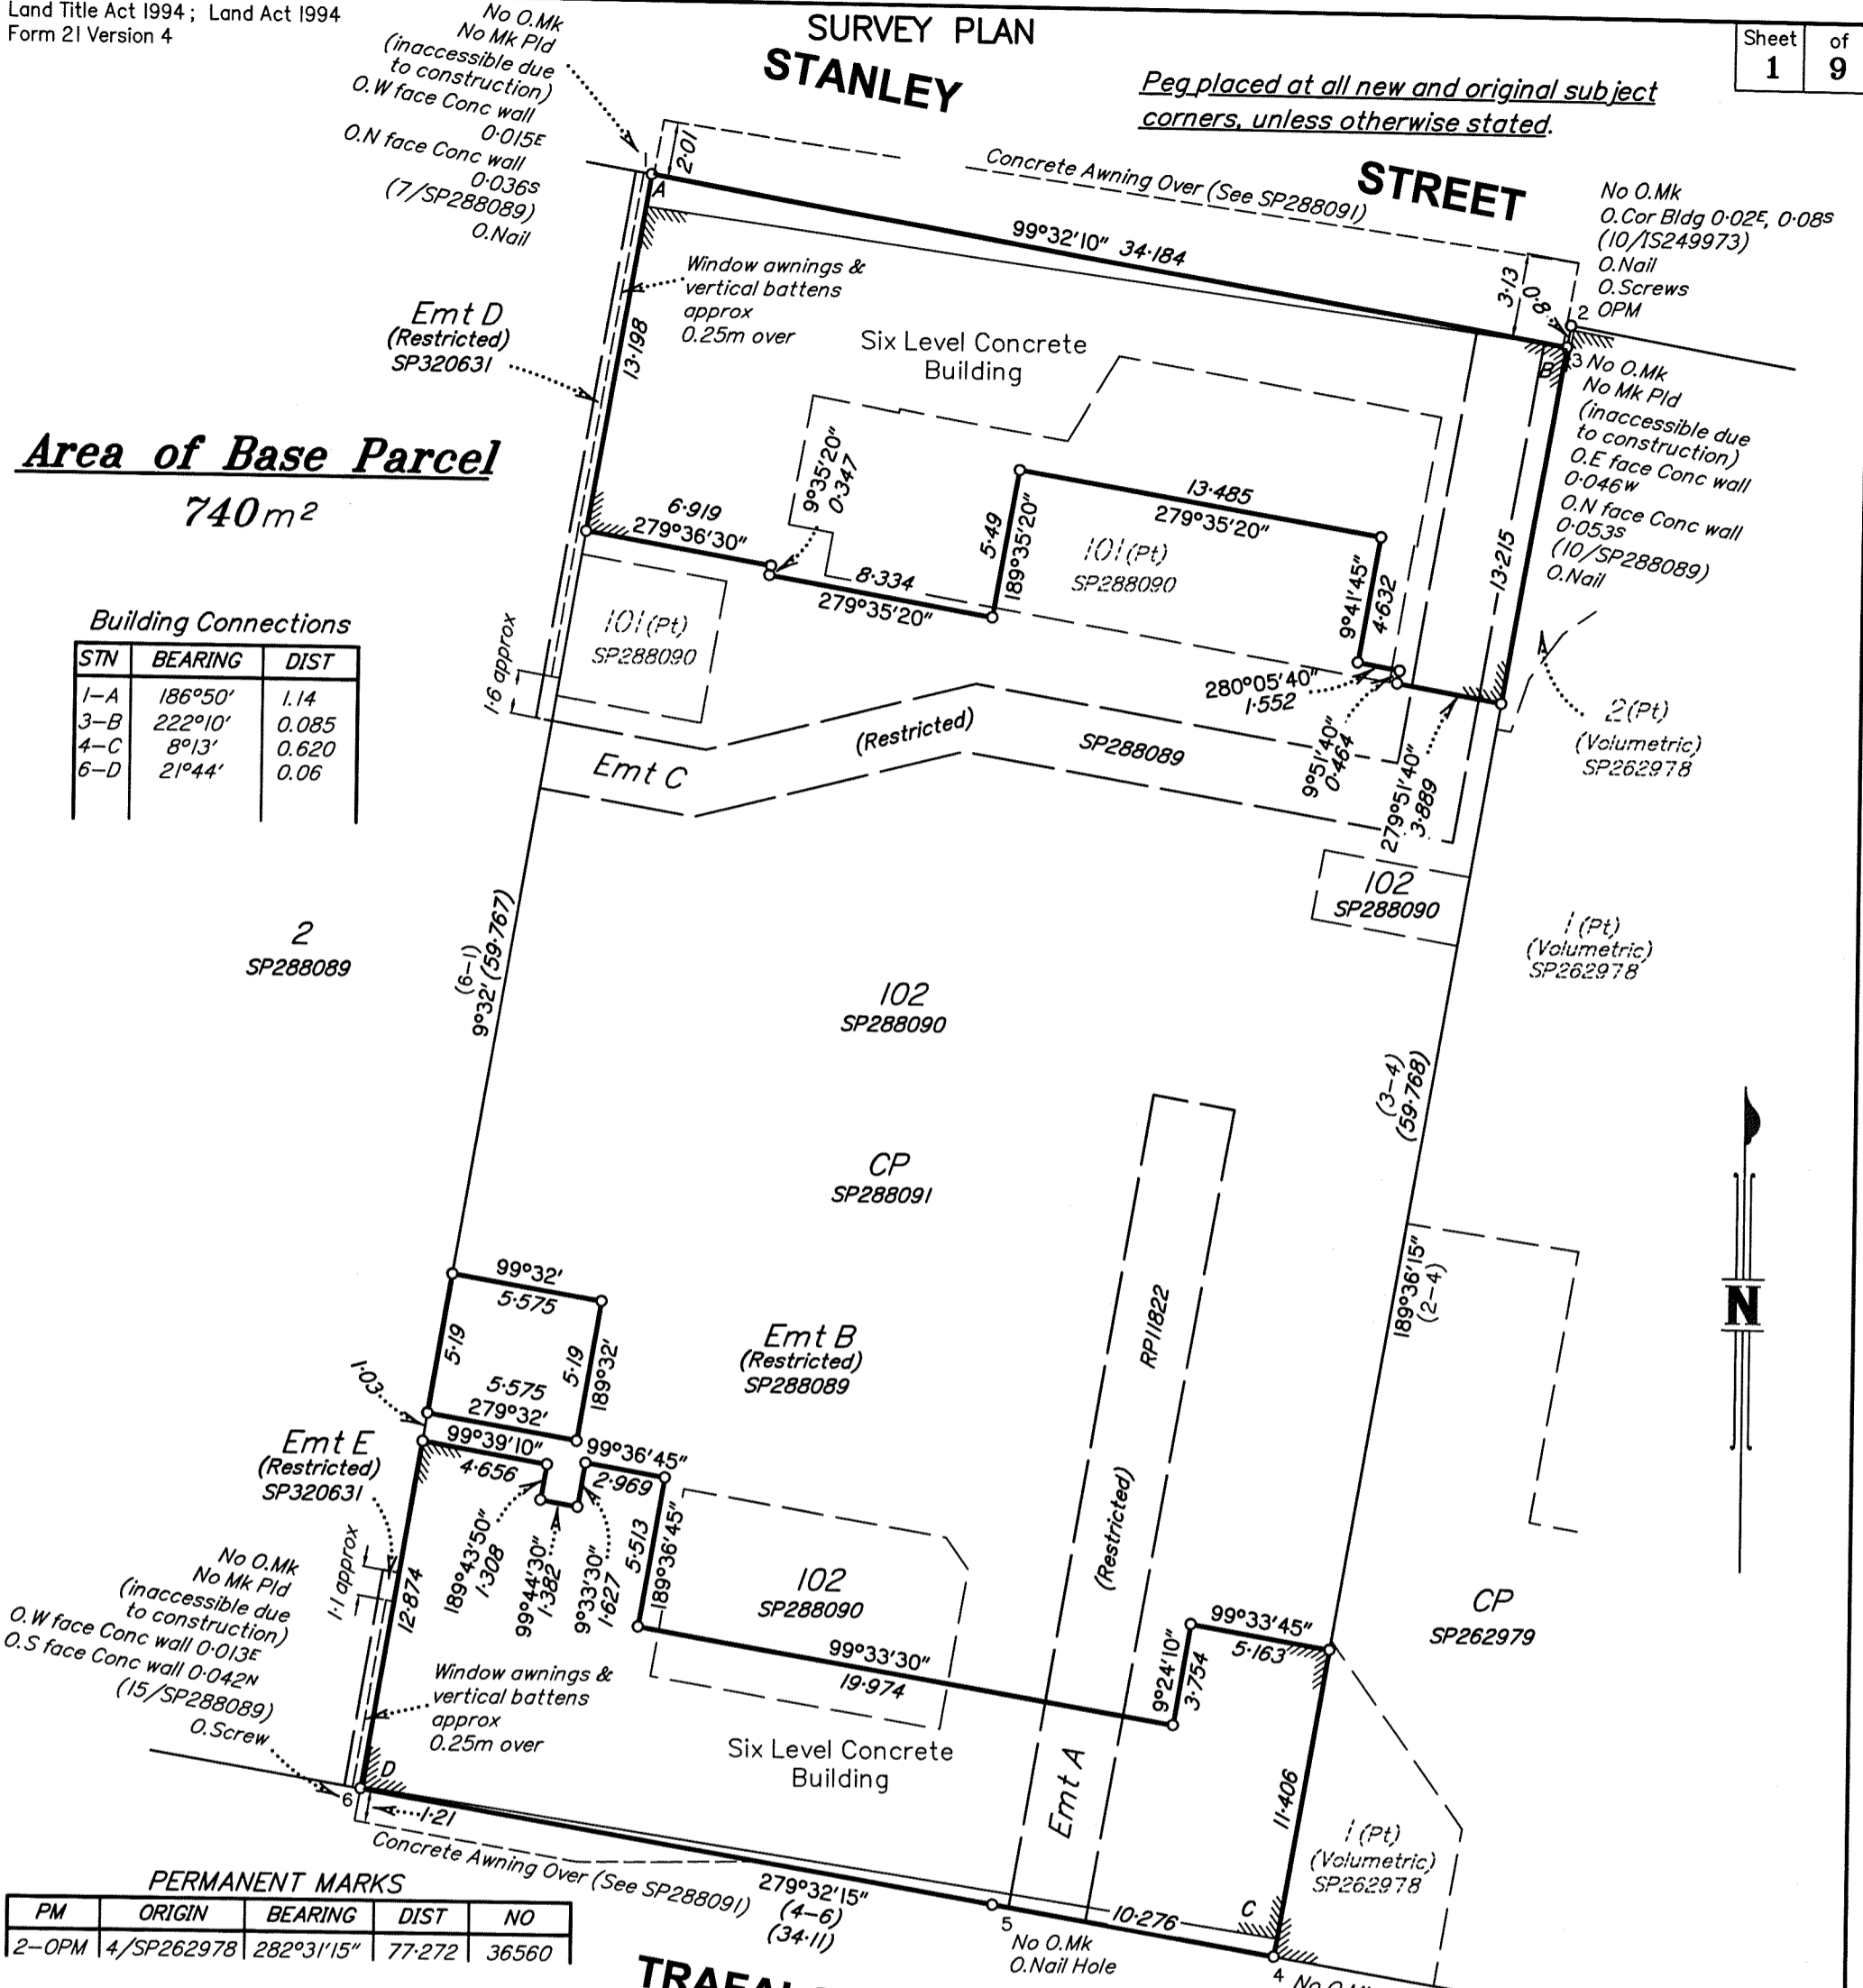 Land Title Act 1994 ; Land Act 1994
Form 21 Version 4
SURVEY PLAN
Sheet of
1 9
STANLEY
STREET
Peg placed at all new and original subject
corners, unless otherwise stated.
No O.Mk
No Mk Pld
(inaccessible due
to construction)
O.W face Conc wall
0·015E
O.N face Conc wall
0·036S
(7/SP288089)
O.Nail
2·01
A
Concrete Awning Over (See SP288091)
99°32'10" 34·184
3·13
0·8
No O.Mk
O.Cor Bldg 0·02E, 0·08S
(10/IS249973)
O.Nail
O.Screws
2 OPM
B
3 No O.Mk
No Mk Pld
(inaccessible due
to construction)
O.E face Conc wall
0·046W
O.N face Conc wall
0·053S
(10/SP288089)
O.Nail
Window awnings &
vertical battens
approx
0.25m over
Emt D
(Restricted)
SP320631
13·198
Six Level Concrete
Building
Area of Base Parcel
740m²
6·919
279°36'30"
9°35'20"
0·347
8·334
279°35'20"
5·49
189°35'20"
13·485
279°35'20"
101(Pt)
SP288090
9°41'45"
4·632
13·215
280°05'40"
1·552
9°51'40"
0·464
279°51'40"
3·889
2(Pt)
(Volumetric)
SP262978
101(Pt)
SP288090
1·6 approx
Building Connections
STN BEARING DIST
1-A 186°50' 1.14
3-B 222°10' 0.085
4-C 8°13' 0.620
6-D 21°44' 0.06
Emt C
(Restricted)
SP288089
102
SP288090
1(Pt)
(Volumetric)
SP262978
2
SP288089
(6-1)
9°32' (59·767)
102
SP288090
(3-4)
(59·768)
CP
SP288091
189°36'15"
(2-4)
N
99°32'
5·575
5·19
5·19
189°32'
5·575
279°32'
1·03
Emt B
(Restricted)
SP288089
RP11822
(Restricted)
Emt A
Emt E
(Restricted)
SP320631
99°39'10"
4·656
99°36'45"
2·969
189°43'50"
1·308
99°44'30"
1·382
9°33'30"
1·627
5·513
189°36'45"
1·1 approx
12·874
102
SP288090
99°33'30"
19·974
9°24'10"
3·754
99°33'45"
5·163
CP
SP262979
No O.Mk
No Mk Pld
(inaccessible due
to construction)
O.W face Conc wall 0·013E
O.S face Conc wall 0·042N
(15/SP288089)
O.Screw
Window awnings &
vertical battens
approx
0.25m over
Six Level Concrete
Building
11·406
1(Pt)
(Volumetric)
SP262978
D
6
1·21
Concrete Awning Over (See SP288091)
279°32'15"
(4-6)
(34·11)
5
No O.Mk
O.Nail Hole
10·276
C
4
PERMANENT MARKS
PM ORIGIN BEARING DIST NO
2-OPM 4/SP262978 282°31'15" 77·272 36560